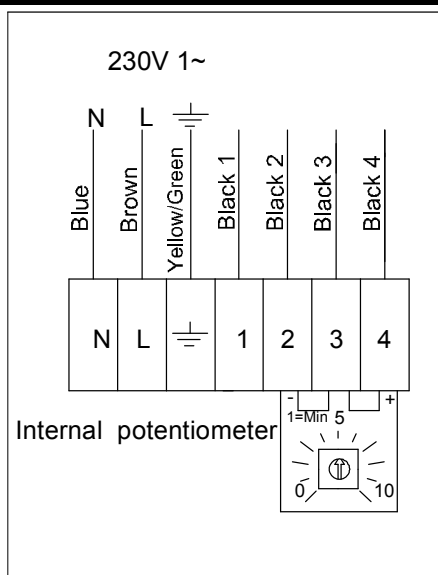 230V 1~
N L
Blue
Brown
Yellow/Green
Black 1
Black 2
Black 3
Black 4
N L 1 2 3 4
- +
1=Min 5
Internal potentiometer
0 10